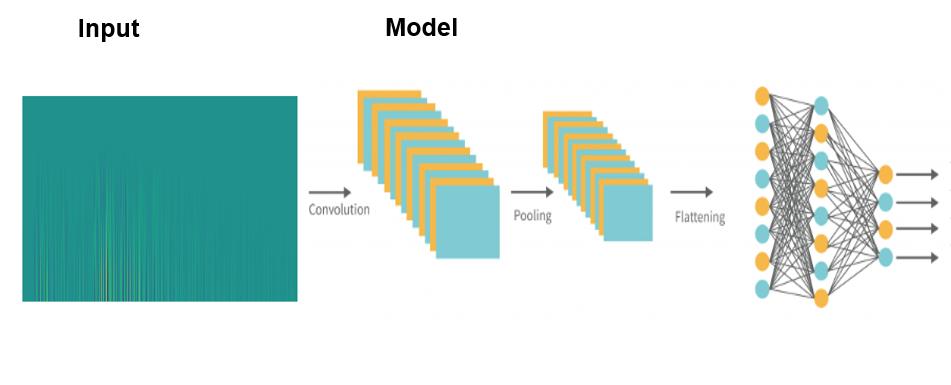 Input
Model
Convolution
Pooling
Flattening